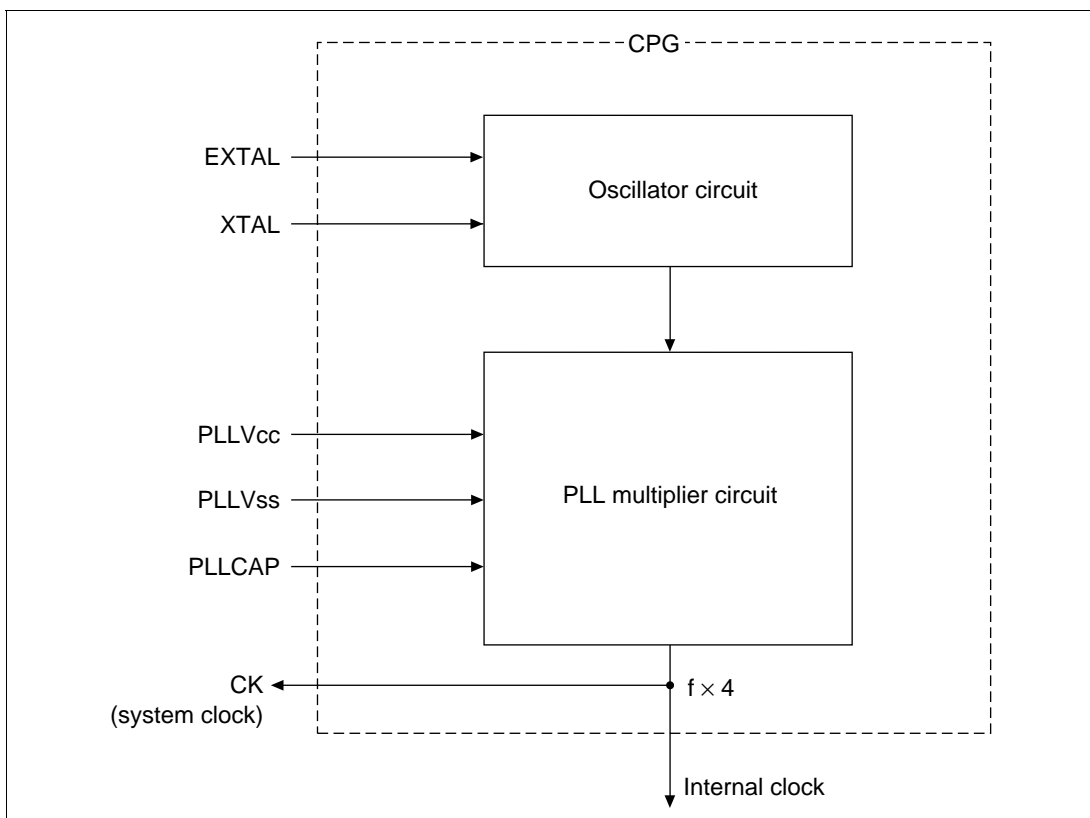 CPG
EXTAL
Oscillator circuit
XTAL
PLLVcc
PLLVss
PLL multiplier circuit
PLLCAP
CK
(system clock)
f × 4
Internal clock